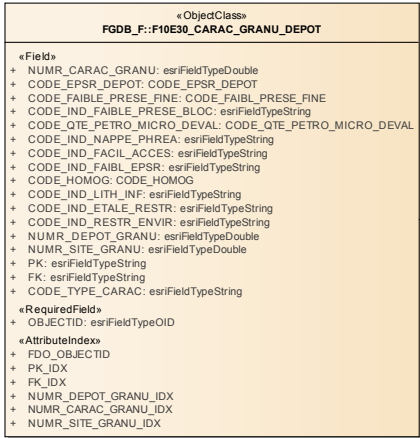 «ObjectClass»
FGDB_F::F10E30_CARAC_GRANU_DEPOT
«Field»
+ NUMR_CARAC_GRANU: esriFieldTypeDouble
+ CODE_EPSR_DEPOT: CODE_EPSR_DEPOT
+ CODE_FAIBLE_PRESE_FINE: CODE_FAIBL_PRESE_FINE
+ CODE_IND_FAIBLE_PRESE_BLOC: esriFieldTypeString
+ CODE_QTE_PETRO_MICRO_DEVAL: CODE_QTE_PETRO_MICRO_DEVAL
+ CODE_IND_NAPPE_PHREA: esriFieldTypeString
+ CODE_IND_FACIL_ACCES: esriFieldTypeString
+ CODE_IND_FAIBL_EPSR: esriFieldTypeString
+ CODE_HOMOG: CODE_HOMOG
+ CODE_IND_LITH_INF: esriFieldTypeString
+ CODE_IND_ETALE_RESTR: esriFieldTypeString
+ CODE_IND_RESTR_ENVIR: esriFieldTypeString
+ NUMR_DEPOT_GRANU: esriFieldTypeDouble
+ NUMR_SITE_GRANU: esriFieldTypeDouble
+ PK: esriFieldTypeString
+ FK: esriFieldTypeString
+ CODE_TYPE_CARAC: esriFieldTypeString
«RequiredField»
+ OBJECTID: esriFieldTypeOID
«AttributeIndex»
+ FDO_OBJECTID
+ PK_IDX
+ FK_IDX
+ NUMR_DEPOT_GRANU_IDX
+ NUMR_CARAC_GRANU_IDX
+ NUMR_SITE_GRANU_IDX